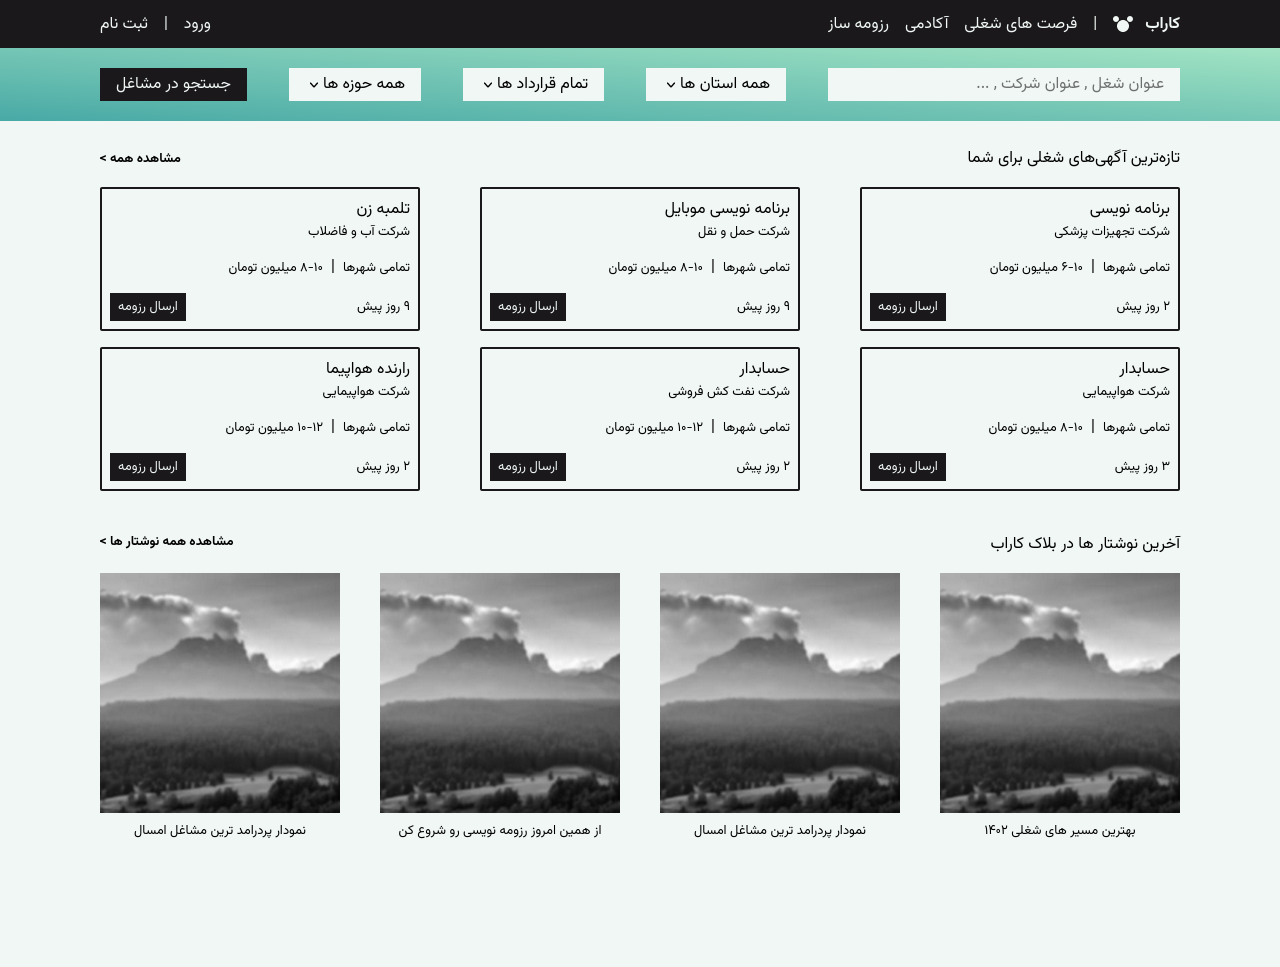 کاراب | فرصت های شغلی آکادمی رزومه ساز
ورود | ثبت نام
عنوان شغل , عنوان شرکت , ...
همه استان ها
تمام قرارداد ها
همه حوزه ها
جستجو در مشاغل
تازه‌ترین آگهی‌های شغلی برای شما
مشاهده همه >
برنامه نویسی
شرکت تجهیزات پزشکی
تمامی شهرها | ۶-۱۰ میلیون تومان
۲ روز پیش
ارسال رزومه
برنامه نویسی موبایل
شرکت حمل و نقل
تمامی شهرها | ۸-۱۰ میلیون تومان
۹ روز پیش
ارسال رزومه
تلمبه زن
شرکت آب و فاضلاب
تمامی شهرها | ۸-۱۰ میلیون تومان
۹ روز پیش
ارسال رزومه
حسابدار
شرکت هواپیمایی
تمامی شهرها | ۸-۱۰ میلیون تومان
۳ روز پیش
ارسال رزومه
حسابدار
شرکت نفت کش فروشی
تمامی شهرها | ۱۰-۱۲ میلیون تومان
۲ روز پیش
ارسال رزومه
رارنده هواپیما
شرکت هواپیمایی
تمامی شهرها | ۱۰-۱۲ میلیون تومان
۲ روز پیش
ارسال رزومه
آخرین نوشتار ها در بلاک کاراب
مشاهده همه نوشتار ها >
بهترین مسیر های شغلی ۱۴۰۲
نمودار پردرامد ترین مشاغل امسال
از همین امروز رزومه نویسی رو شروع کن
نمودار پردرامد ترین مشاغل امسال